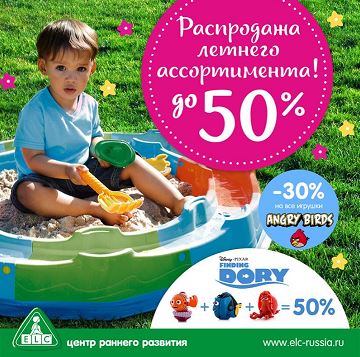 Распродажа
летнего
ассортимента!
до 50%
-30%
на все игрушки
ANGRY BIRDS
Disney · PIXAR
FINDING
DORY
+ + = 50%
ELC
центр раннего развития
www.elc-russia.ru